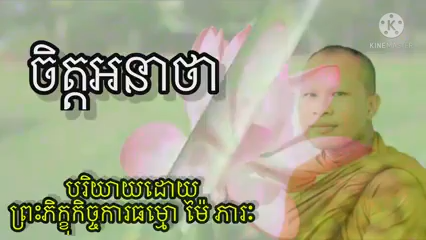 ចិត្តអនាថា
បរិយាយដោយ
ព្រះភិក្ខុកិច្ចការធម្មោ ម៉ៃ ភារៈ